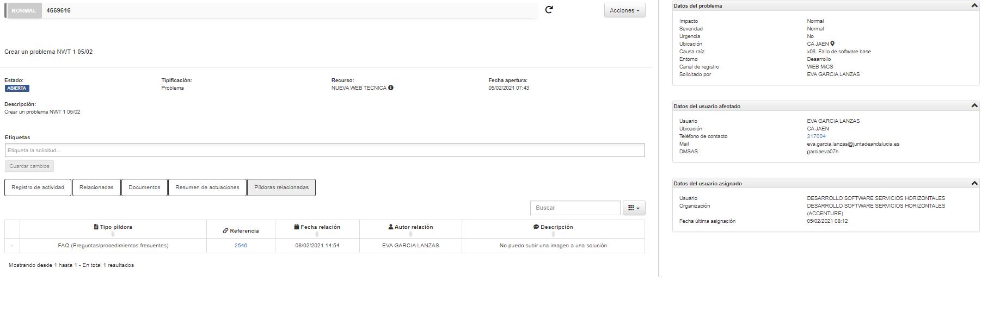 NORMAL 4669616
Acciones
Crear un problema NWT 1 05/02
Estado: Tipificación: Recurso: Fecha apertura:
ABIERTA Problema NUEVA WEB TECNICA 05/02/2021 07:43
Descripción:
Crear un problema NWT 1 05/02
Etiquetas
Etiqueta la solicitud...
Guardar cambios
Registro de actividad Relacionadas Documentos Resumen de actuaciones Píldoras relacionadas
Buscar
Tipo píldora Referencia Fecha relación Autor relación Descripción
- FAQ (Preguntas/procedimientos frecuentes) 2546 08/02/2021 14:54 EVA GARCIA LANZAS No puedo subir una imagen a una solución
Mostrando desde 1 hasta 1 - En total 1 resultados
Datos del problema
Impacto Normal
Severidad Normal
Urgencia No
Ubicación CA JAEN
Causa raíz x08. Fallo de software base
Entorno Desarrollo
Canal de registro WEB MiCS
Solicitado por EVA GARCIA LANZAS
Datos del usuario afectado
Usuario EVA GARCIA LANZAS
Ubicación CA JAEN
Teléfono de contacto 317004
Mail eva.garcia.lanzas@juntadeandalucia.es
DMSAS garciaeva07h
Datos del usuario asignado
Usuario DESARROLLO SOFTWARE SERVICIOS HORIZONTALES
Organización DESARROLLO SOFTWARE SERVICIOS HORIZONTALES
(ACCENTURE)
Fecha última asignación 05/02/2021 08:12